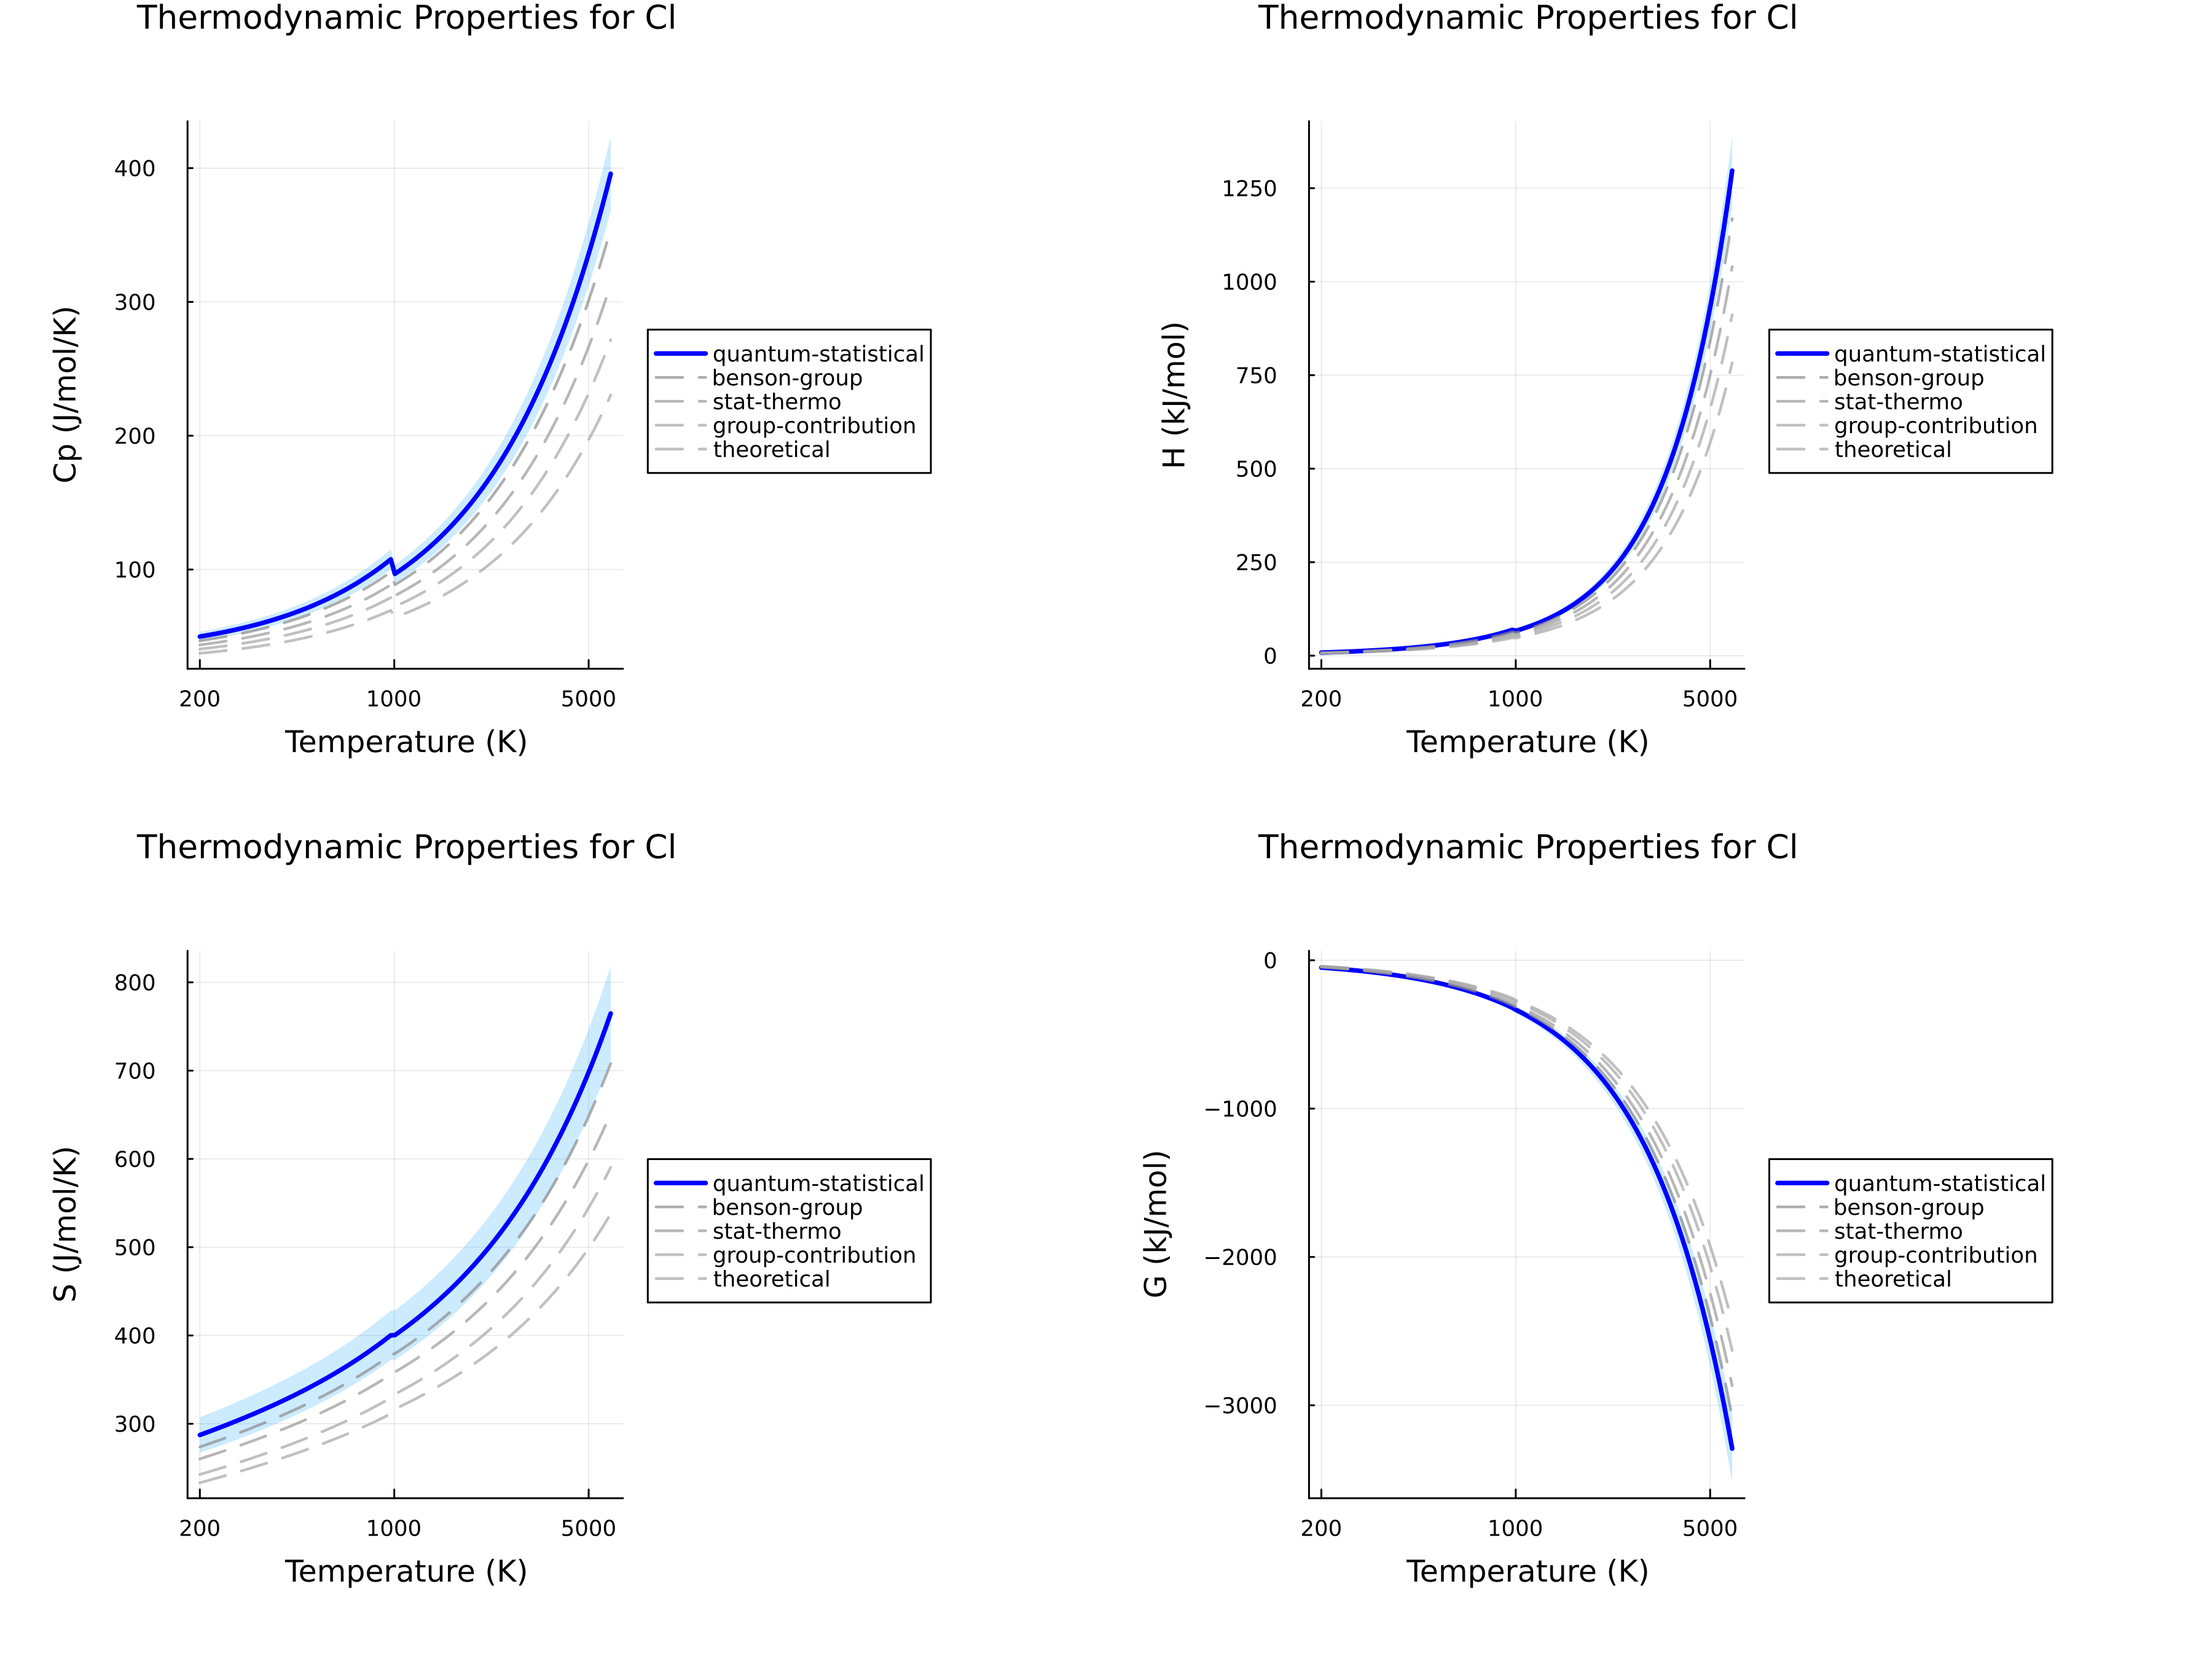 Thermodynamic Properties for Cl
400
300
200
100
Cp (J/mol/K)
200 1000 5000
Temperature (K)
quantum-statistical
benson-group
stat-thermo
group-contribution
theoretical
Thermodynamic Properties for Cl
1250
1000
750
500
250
0
H (kJ/mol)
200 1000 5000
Temperature (K)
quantum-statistical
benson-group
stat-thermo
group-contribution
theoretical
Thermodynamic Properties for Cl
800
700
600
500
400
300
S (J/mol/K)
200 1000 5000
Temperature (K)
quantum-statistical
benson-group
stat-thermo
group-contribution
theoretical
Thermodynamic Properties for Cl
0
−1000
−2000
−3000
G (kJ/mol)
200 1000 5000
Temperature (K)
quantum-statistical
benson-group
stat-thermo
group-contribution
theoretical